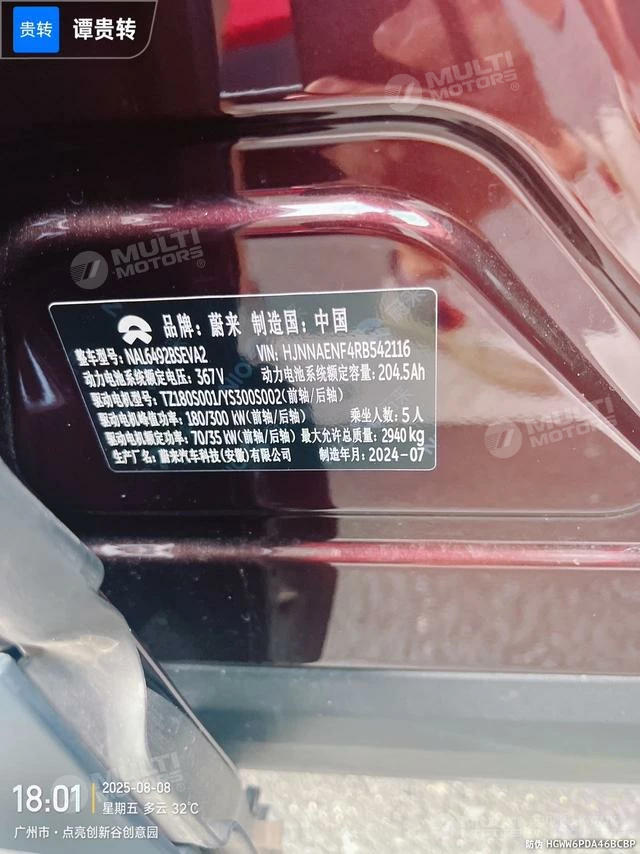 贵转 谭贵转
MULTI MOTORS®
MULTI MOTORS®
品牌：蔚来 制造国：中国
整车型号：NAL6492BSEVA2 VIN：HJNNAENF4RB542116
动力电池系统额定电压：367V 动力电池系统额定容量：204.5Ah
驱动电机型号：TZ180S001/YS300S002(前轴/后轴)
驱动电机峰值功率：180/300 kW(前轴/后轴) 乘坐人数：5人
驱动电机额定功率：70/35 kW(前轴/后轴) 最大允许总质量：2940kg
生产厂名：蔚来汽车科技(安徽)有限公司 制造年月：2024-07
MULTI MOTORS®
18:01 2025-08-08
星期五 多云 32℃
广州市·点亮创新谷创意园
防伪 HGWW6PDA46BCBP